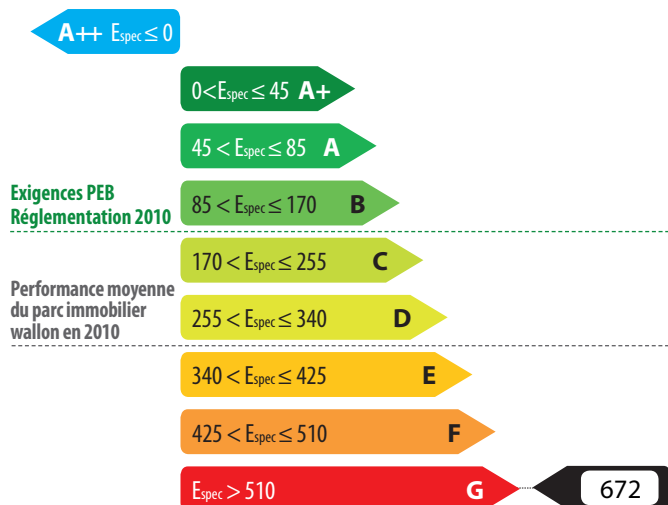 A++ Espec ≤ 0
0<Espec ≤ 45 A+
45 < Espec ≤ 85 A
Exigences PEB
Réglementation 2010
85 < Espec ≤ 170 B
170 < Espec ≤ 255 C
Performance moyenne
du parc immobilier
wallon en 2010
255 < Espec ≤ 340 D
340 < Espec ≤ 425 E
425 < Espec ≤ 510 F
Espec > 510 G
672